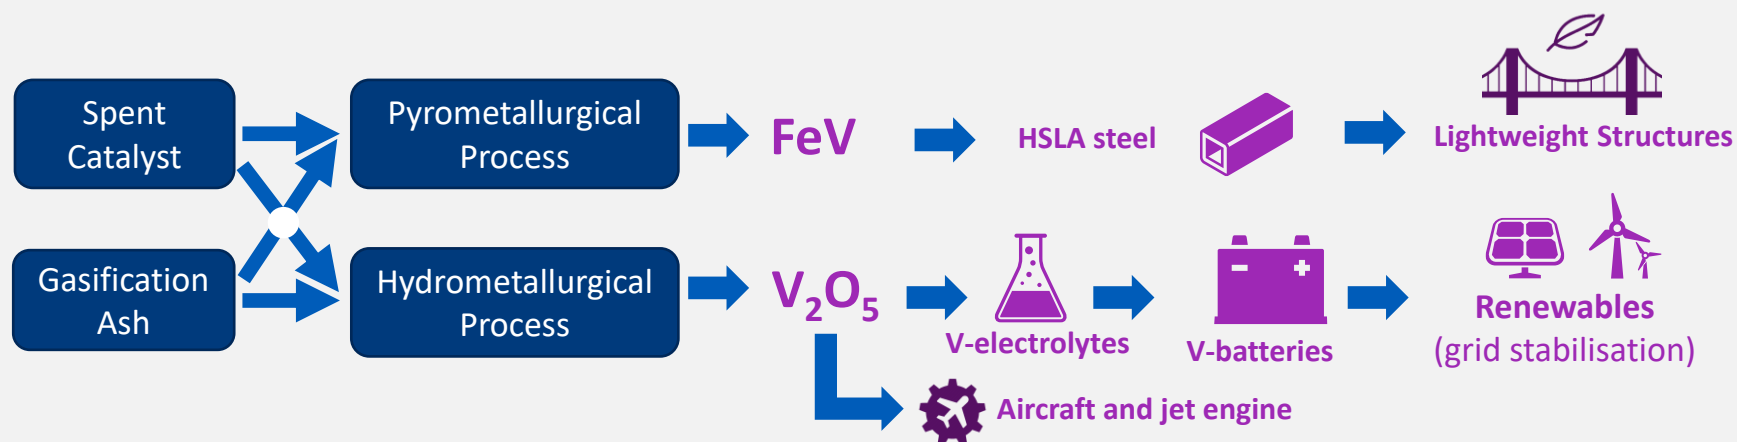 Spent
Catalyst
Pyrometallurgical
Process
FeV
HSLA steel
Lightweight Structures
Gasification
Ash
Hydrometallurgical
Process
V₂O₅
V-electrolytes
V-batteries
Renewables
(grid stabilisation)
Aircraft and jet engine